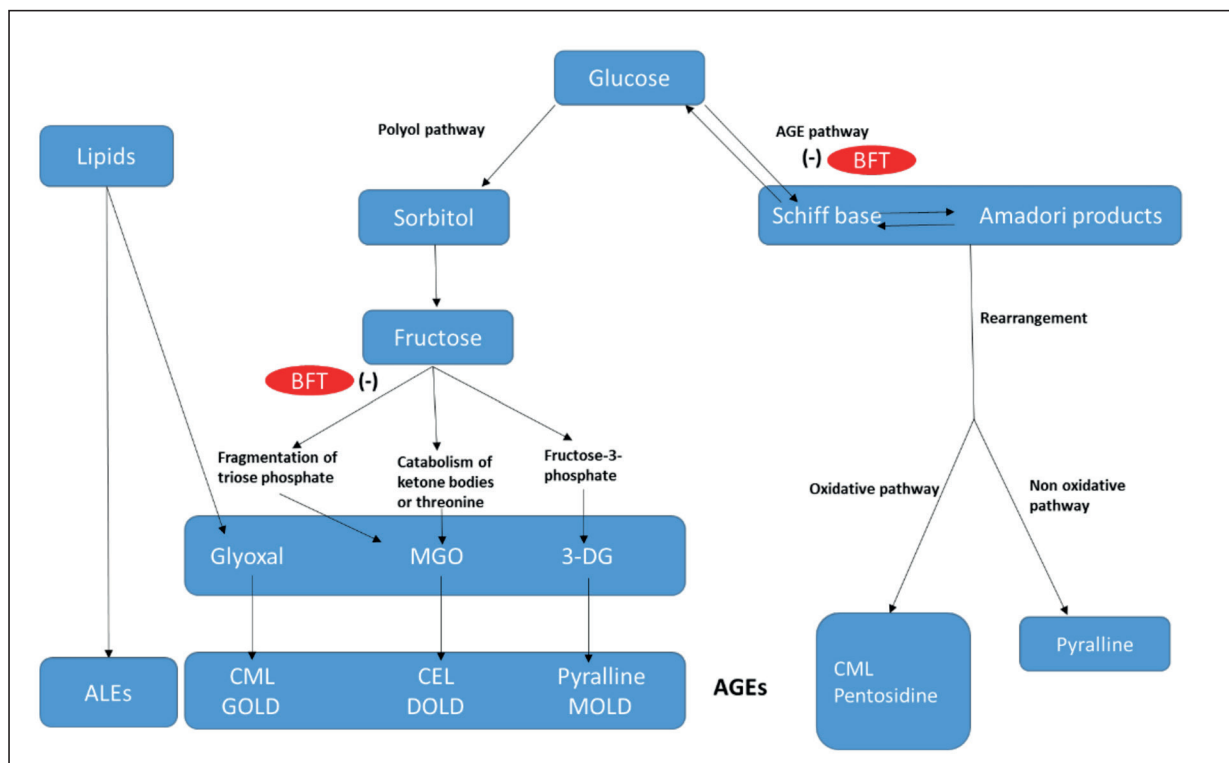 Glucose
Polyol pathway
AGE pathway
(-) BFT
Lipids
Sorbitol
Schiff base
Amadori products
Rearrangement
Fructose
BFT (-)
Fragmentation of
triose phosphate
Catabolism of
ketone bodies
or threonine
Fructose-3-
phosphate
Oxidative pathway
Non oxidative
pathway
Glyoxal
MGO
3-DG
ALEs
CML
GOLD
CEL
DOLD
Pyralline
MOLD
AGEs
CML
Pentosidine
Pyralline